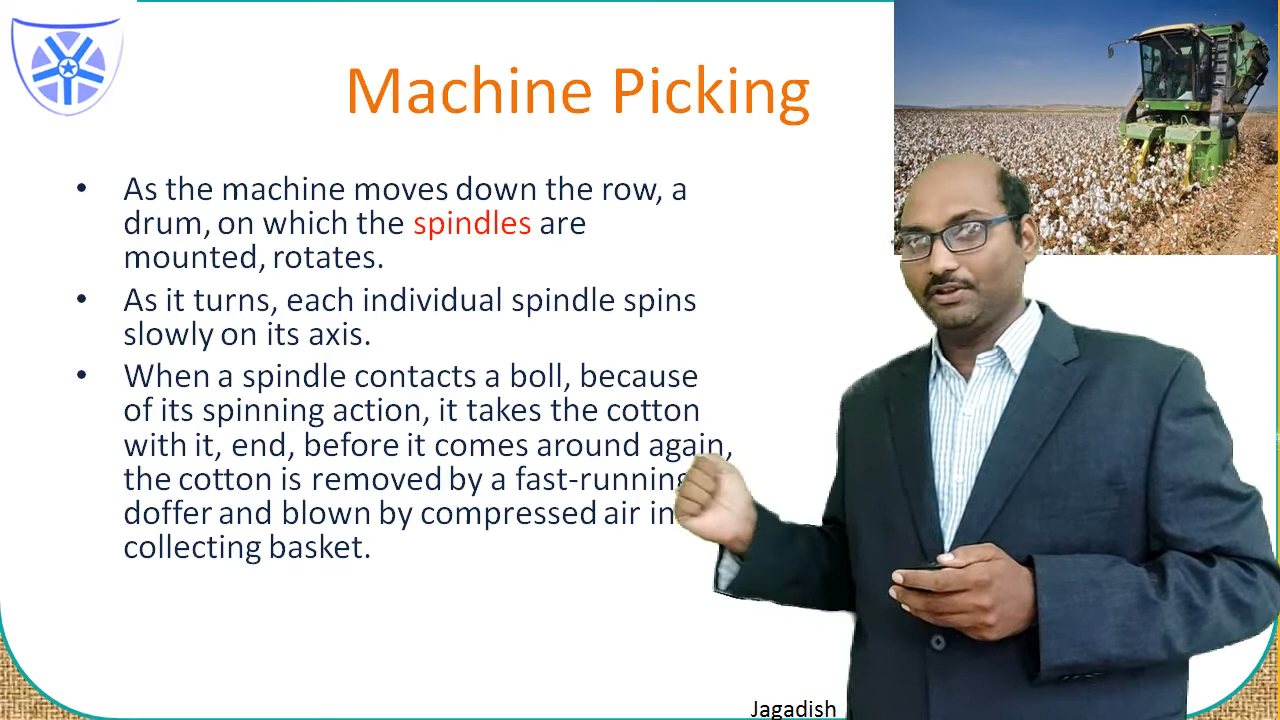 Machine Picking
• As the machine moves down the row, a
drum, on which the spindles are
mounted, rotates.
• As it turns, each individual spindle spins
slowly on its axis.
• When a spindle contacts a boll, because
of its spinning action, it takes the cotton
with it, end, before it comes around again,
the cotton is removed by a fast-running
doffer and blown by compressed air in
collecting basket.
Jagadish